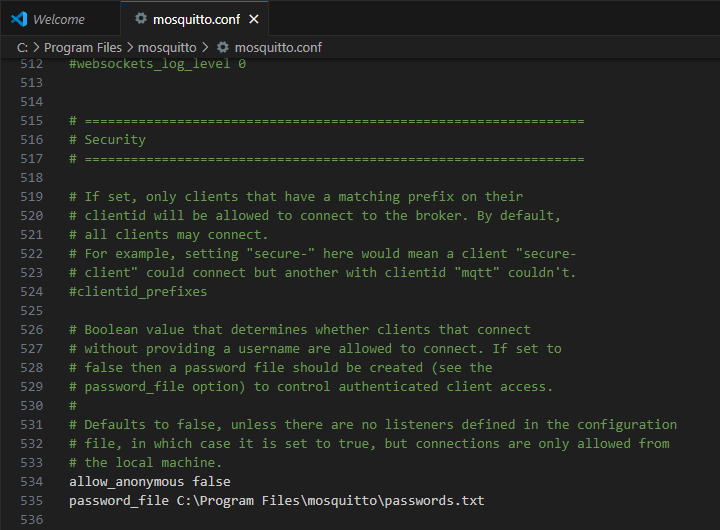 Welcome
mosquitto.conf
C: > Program Files > mosquitto > mosquitto.conf
512 #websockets_log_level 0
513
514
515 # =================================================================
516 # Security
517 # =================================================================
518
519 # If set, only clients that have a matching prefix on their
520 # clientid will be allowed to connect to the broker. By default,
521 # all clients may connect.
522 # For example, setting "secure-" here would mean a client "secure-
523 # client" could connect but another with clientid "mqtt" couldn't.
524 #clientid_prefixes
525
526 # Boolean value that determines whether clients that connect
527 # without providing a username are allowed to connect. If set to
528 # false then a password file should be created (see the
529 # password_file option) to control authenticated client access.
530 #
531 # Defaults to false, unless there are no listeners defined in the configuration
532 # file, in which case it is set to true, but connections are only allowed from
533 # the local machine.
534 allow_anonymous false
535 password_file C:\Program Files\mosquitto\passwords.txt
536